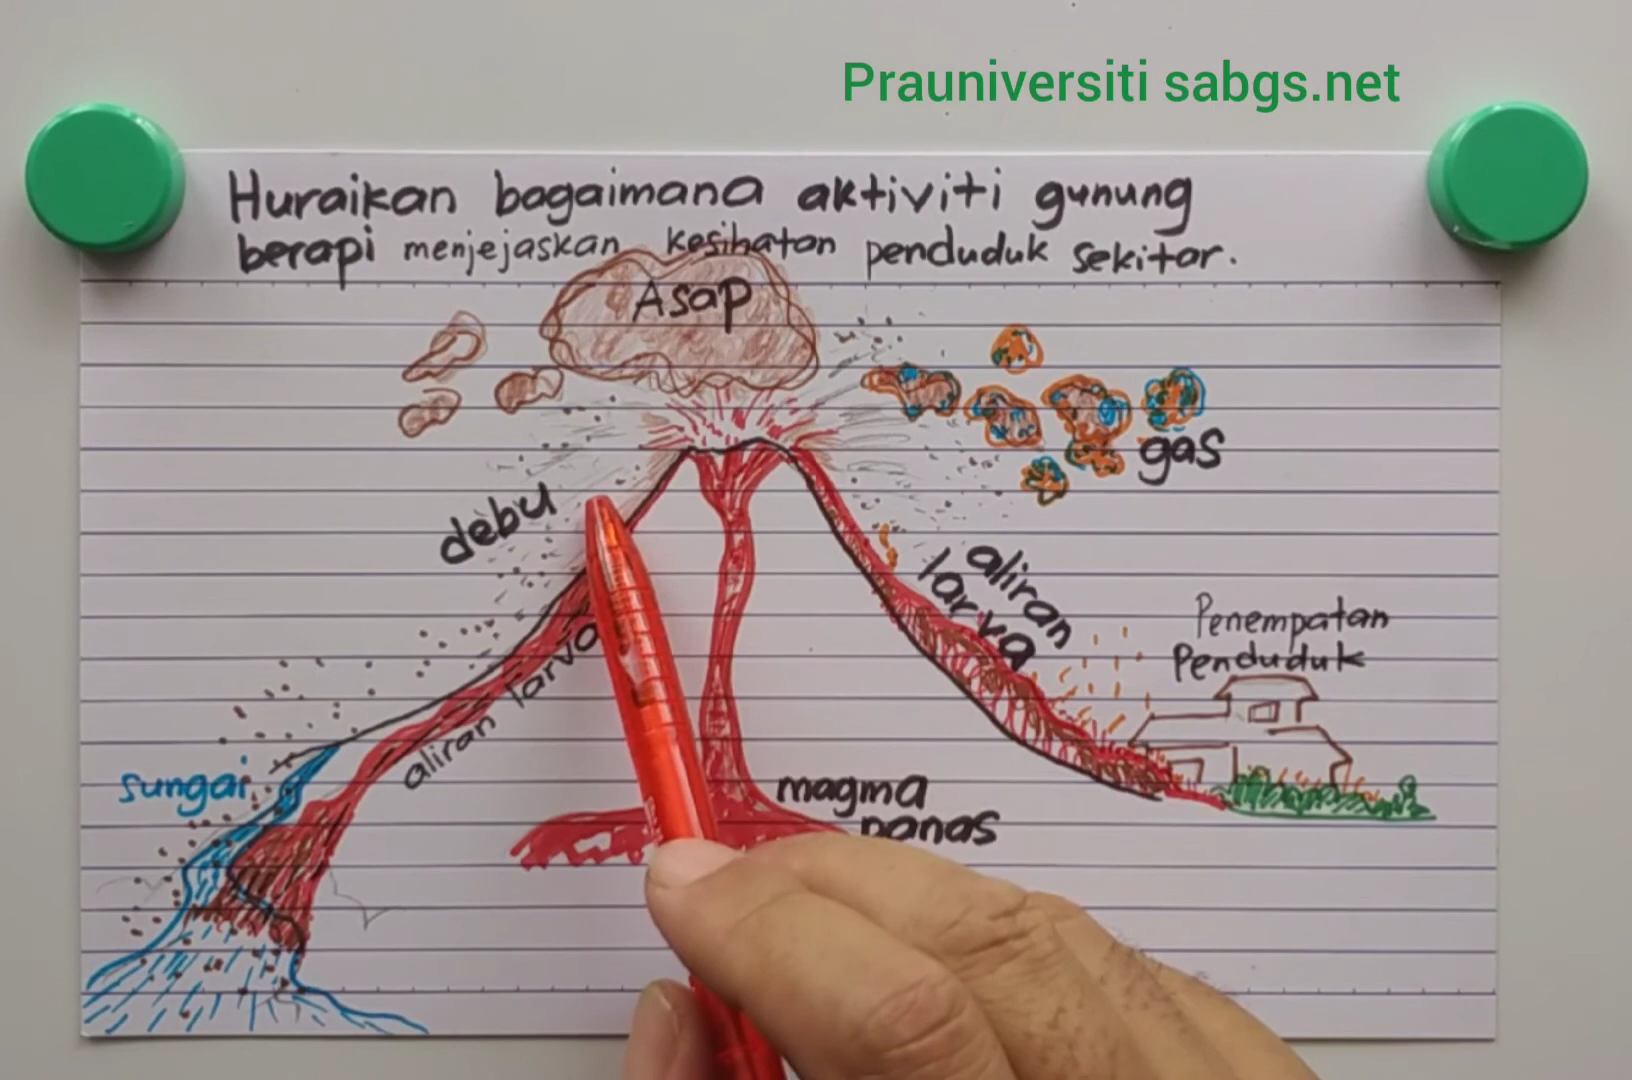 Prauniversiti sabgs.net
Huraikan bagaimana aktiviti gunung
berapi menjejaskan kesihatan penduduk sekitar.
Asap
gas
debu
aliran
larva
Penempatan
Penduduk
aliran larva
sungai
magma
panas